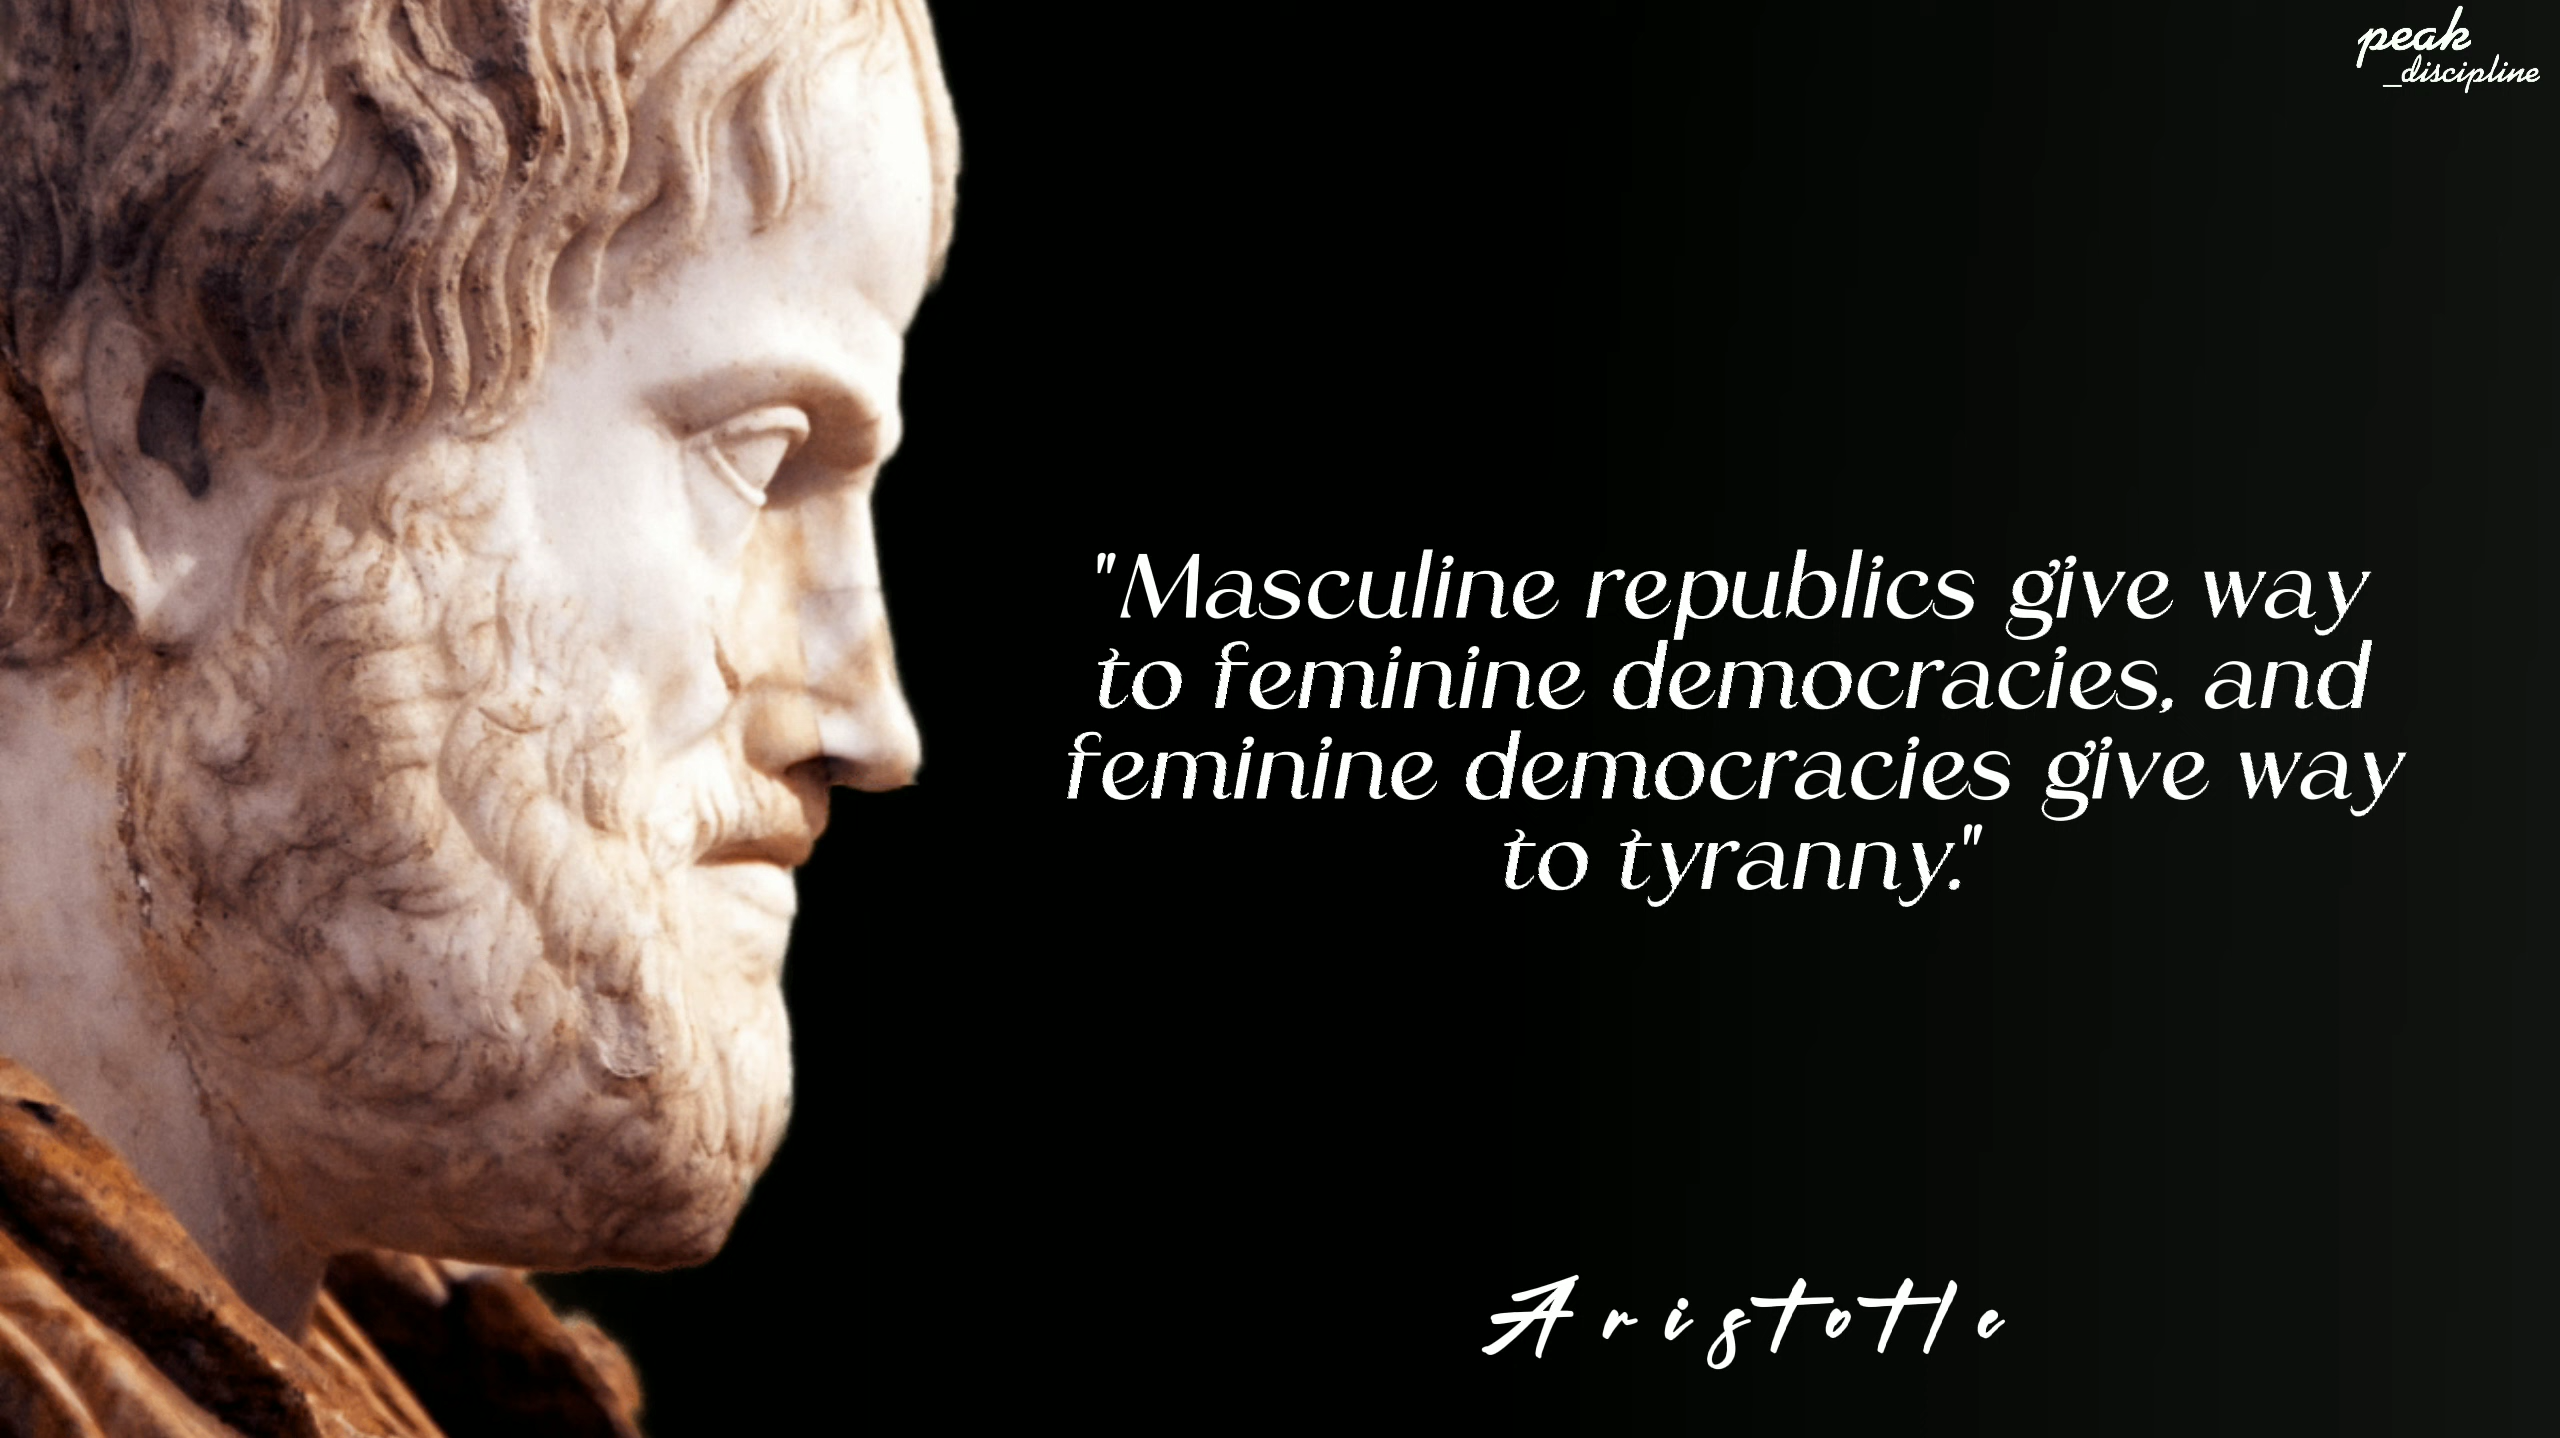 peak
_discipline
"Masculine republics give way
to feminine democracies, and
feminine democracies give way
to tyranny."
Aristotle